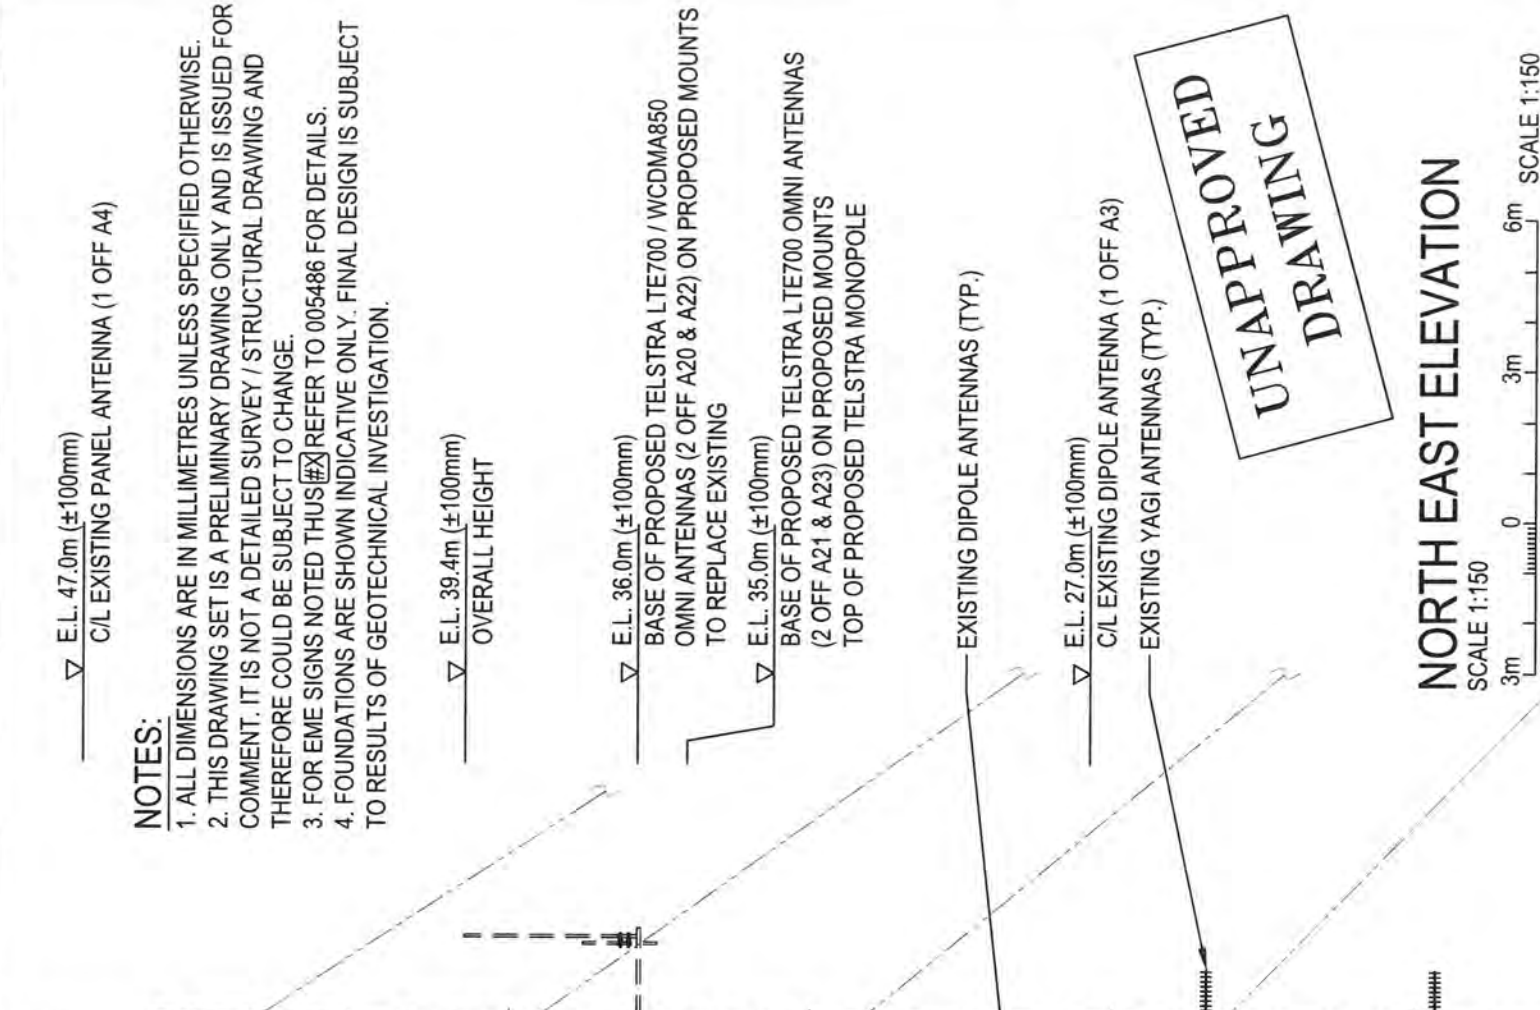 E.L. 47.0m (±100mm)
C/L EXISTING PANEL ANTENNA (1 OFF A4)
NOTES:
1. ALL DIMENSIONS ARE IN MILLIMETRES UNLESS SPECIFIED OTHERWISE.
2. THIS DRAWING SET IS A PRELIMINARY DRAWING ONLY AND IS ISSUED FOR
COMMENT. IT IS NOT A DETAILED SURVEY / STRUCTURAL DRAWING AND
THEREFORE COULD BE SUBJECT TO CHANGE.
3. FOR EME SIGNS NOTED THUS #X REFER TO 005486 FOR DETAILS.
4. FOUNDATIONS ARE SHOWN INDICATIVE ONLY. FINAL DESIGN IS SUBJECT
TO RESULTS OF GEOTECHNICAL INVESTIGATION.
E.L. 39.4m (±100mm)
OVERALL HEIGHT
E.L. 36.0m (±100mm)
BASE OF PROPOSED TELSTRA LTE700 / WCDMA850
OMNI ANTENNAS (2 OFF A20 & A22) ON PROPOSED MOUNTS
TO REPLACE EXISTING
E.L. 35.0m (±100mm)
BASE OF PROPOSED TELSTRA LTE700 OMNI ANTENNAS
(2 OFF A21 & A23) ON PROPOSED MOUNTS
TOP OF PROPOSED TELSTRA MONOPOLE
EXISTING DIPOLE ANTENNAS (TYP.)
E.L. 27.0m (±100mm)
C/L EXISTING DIPOLE ANTENNA (1 OFF A3)
EXISTING YAGI ANTENNAS (TYP.)
UNAPPROVED
DRAWING
NORTH EAST ELEVATION
SCALE 1:150
3m 0 3m 6m
SCALE 1:150